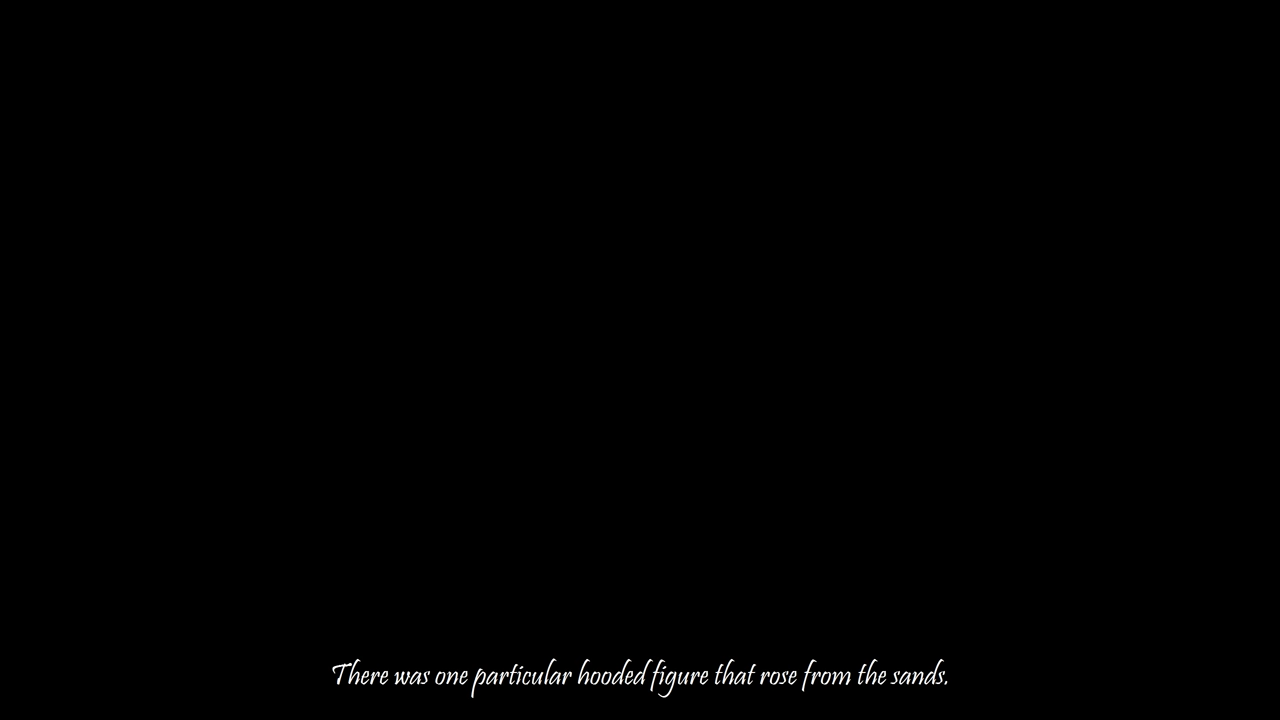 There was one particular hooded figure that rose from the sands.